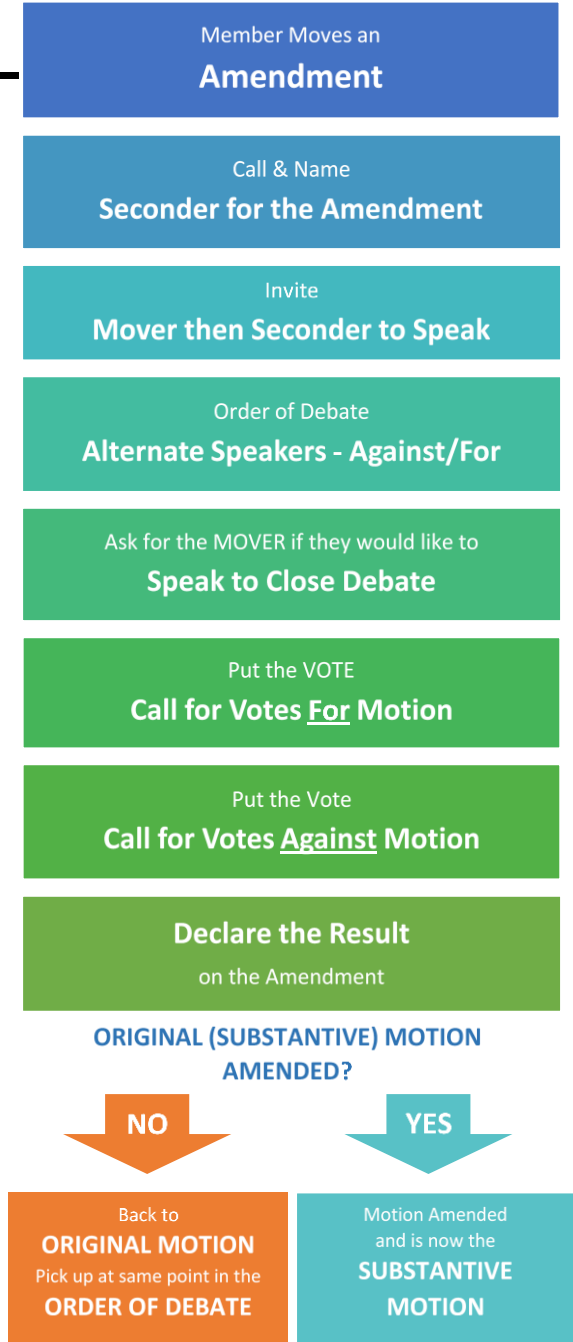 Member Moves an
Amendment
Call & Name
Seconder for the Amendment
Invite
Mover then Seconder to Speak
Order of Debate
Alternate Speakers - Against/For
Ask for the MOVER if they would like to
Speak to Close Debate
Put the VOTE
Call for Votes For Motion
Put the Vote
Call for Votes Against Motion
Declare the Result
on the Amendment
ORIGINAL (SUBSTANTIVE) MOTION
AMENDED?
NO
YES
Back to
ORIGINAL MOTION
Pick up at same point in the
ORDER OF DEBATE
Motion Amended
and is now the
SUBSTANTIVE
MOTION